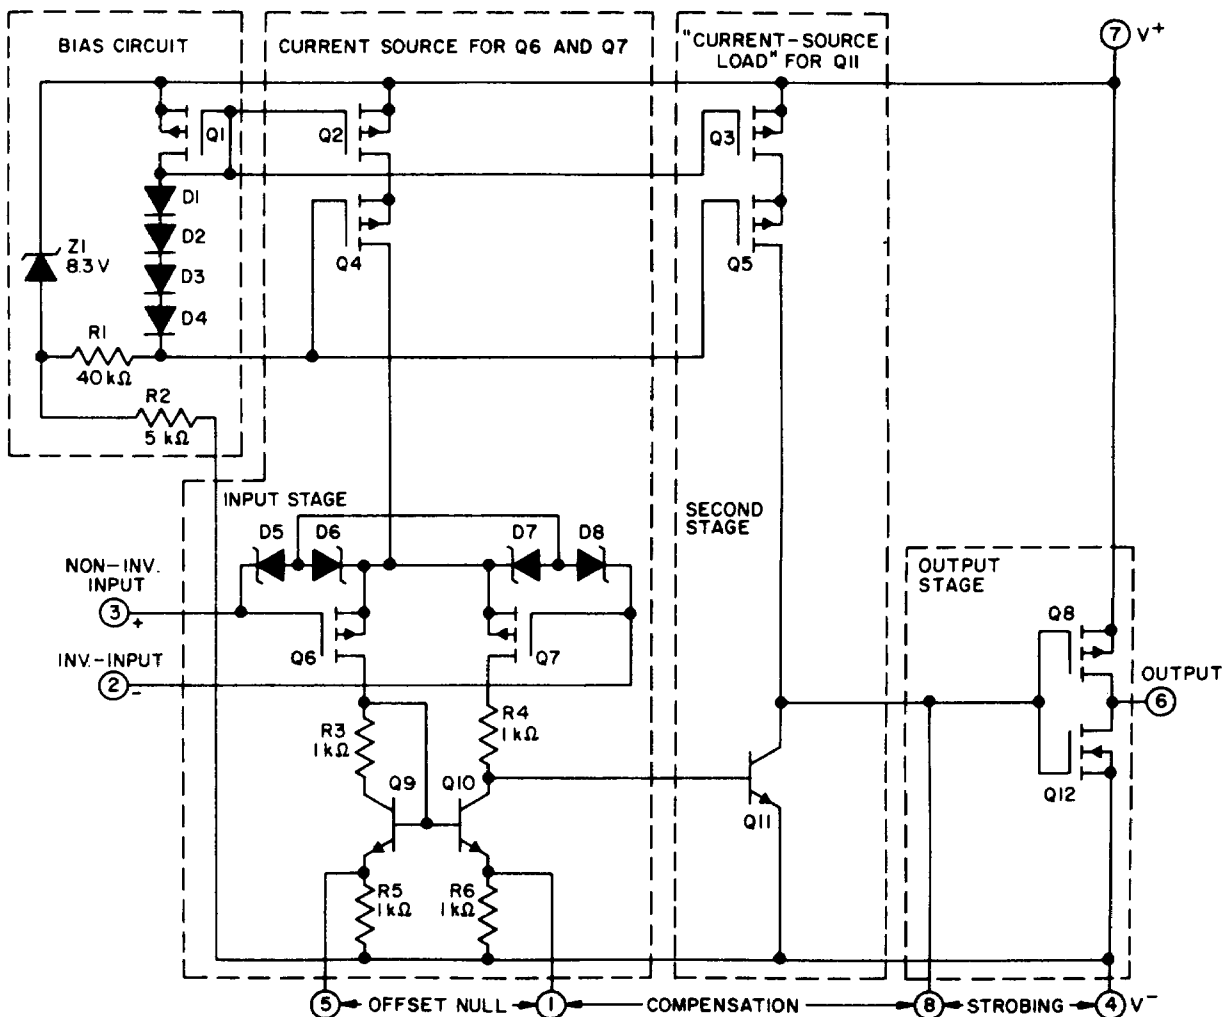 BIAS CIRCUIT
CURRENT SOURCE FOR Q6 AND Q7
"CURRENT-SOURCE
LOAD" FOR Q11
7
V+
Q1
Q2
Q3
D1
D2
D3
D4
Z1
8.3 V
Q4
Q5
R1
40 kΩ
R2
5 kΩ
INPUT STAGE
D5
D6
D7
D8
SECOND
STAGE
NON-INV.
INPUT
3
+
OUTPUT
STAGE
Q8
Q6
Q7
INV.-INPUT
2
-
OUTPUT
6
R3
1 kΩ
R4
1 kΩ
Q9
Q10
Q11
Q12
R5
1 kΩ
R6
1 kΩ
5
OFFSET NULL
1
COMPENSATION
8
STROBING
4
V-